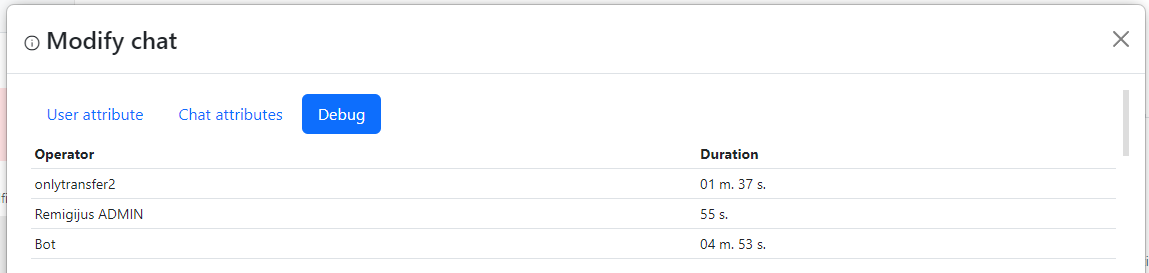 Modify chat
User attribute Chat attributes Debug
Operator Duration
onlytransfer2 01 m. 37 s.
Remigijus ADMIN 55 s.
Bot 04 m. 53 s.